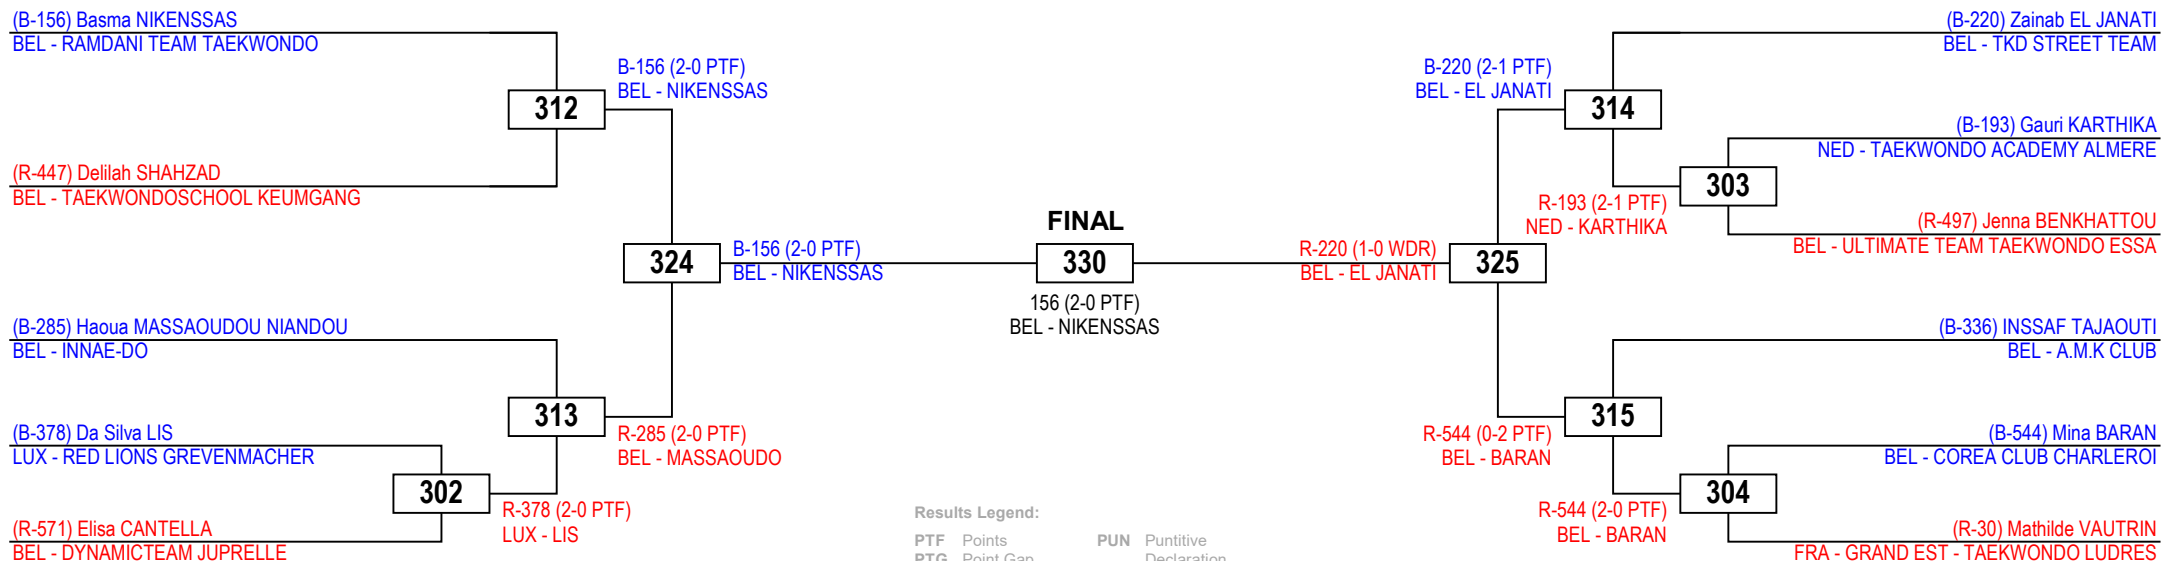 (B-156) Basma NIKENSSAS
BEL - RAMDANI TEAM TAEKWONDO
312
B-156 (2-0 PTF)
BEL - NIKENSSAS
(R-447) Delilah SHAHZAD
BEL - TAEKWONDOSCHOOL KEUMGANG
324
B-156 (2-0 PTF)
BEL - NIKENSSAS
(B-285) Haoua MASSAOUDOU NIANDOU
BEL - INNAE-DO
313
R-285 (2-0 PTF)
BEL - MASSAOUDO
(B-378) Da Silva LIS
LUX - RED LIONS GREVENMACHER
302
R-378 (2-0 PTF)
LUX - LIS
(R-571) Elisa CANTELLA
BEL - DYNAMICTEAM JUPRELLE
FINAL
330
156 (2-0 PTF)
BEL - NIKENSSAS
(B-220) Zainab EL JANATI
BEL - TKD STREET TEAM
B-220 (2-1 PTF)
BEL - EL JANATI
314
(B-193) Gauri KARTHIKA
NED - TAEKWONDO ACADEMY ALMERE
303
R-193 (2-1 PTF)
NED - KARTHIKA
(R-497) Jenna BENKHATTOU
BEL - ULTIMATE TEAM TAEKWONDO ESSA
R-220 (1-0 WDR)
BEL - EL JANATI
325
(B-336) INSSAF TAJAOUTI
BEL - A.M.K CLUB
315
R-544 (0-2 PTF)
BEL - BARAN
(B-544) Mina BARAN
BEL - COREA CLUB CHARLEROI
304
R-544 (2-0 PTF)
BEL - BARAN
(R-30) Mathilde VAUTRIN
FRA - GRAND EST - TAEKWONDO LUDRES
Results Legend:
PTF Points PUN Puntitive
PTG Point Gap Declaration